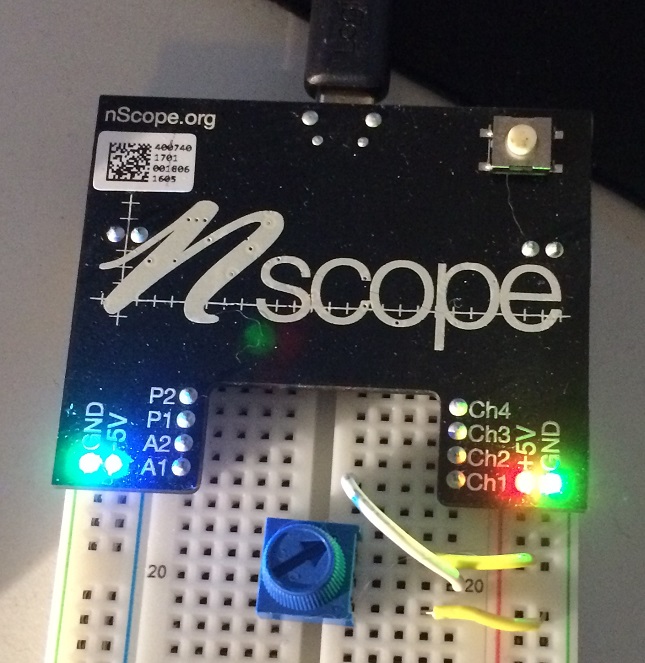 nScope.org
400740
1701
001806
1605
nscope
P2
P1
A2
A1
GND
-5V
Ch4
Ch3
Ch2
Ch1
+5V
GND
20
20